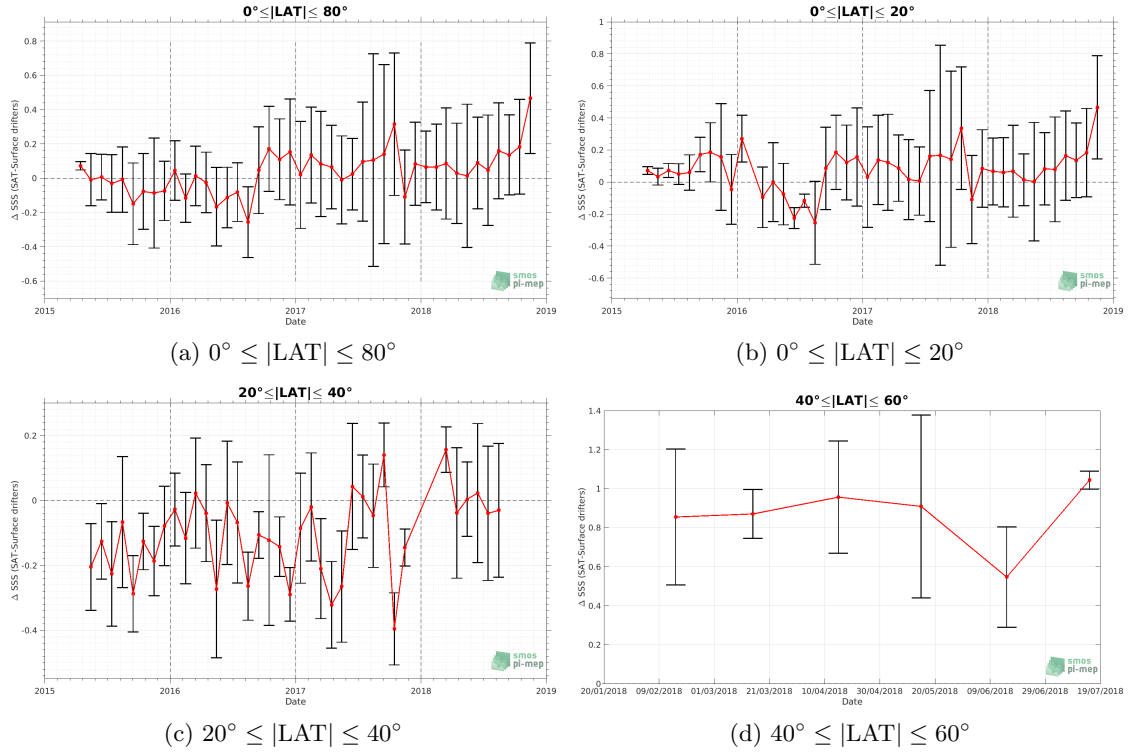 0°≤|LAT|≤ 80°
0.8
0.6
0.4
0.2
0
-0.2
-0.4
-0.6
Δ SSS (SAT-Surface drifters)
2015 2016 2017 2018 2019
Date
smos
pi-mep
(a) 0° ≤ |LAT| ≤ 80°
0°≤|LAT|≤ 20°
1
0.8
0.6
0.4
0.2
0
-0.2
-0.4
-0.6
Δ SSS (SAT-Surface drifters)
2015 2016 2017 2018 2019
Date
smos
pi-mep
(b) 0° ≤ |LAT| ≤ 20°
20°≤|LAT|≤ 40°
0.2
0
-0.2
-0.4
Δ SSS (SAT-Surface drifters)
2015 2016 2017 2018 2019
Date
smos
pi-mep
(c) 20° ≤ |LAT| ≤ 40°
40°≤|LAT|≤ 60°
1.4
1.2
1
0.8
0.6
0.4
0.2
0
Δ SSS (SAT-Surface drifters)
20/01/2018 09/02/2018 01/03/2018 21/03/2018 10/04/2018 30/04/2018 20/05/2018 09/06/2018 29/06/2018 19/07/2018
Date
smos
pi-mep
(d) 40° ≤ |LAT| ≤ 60°